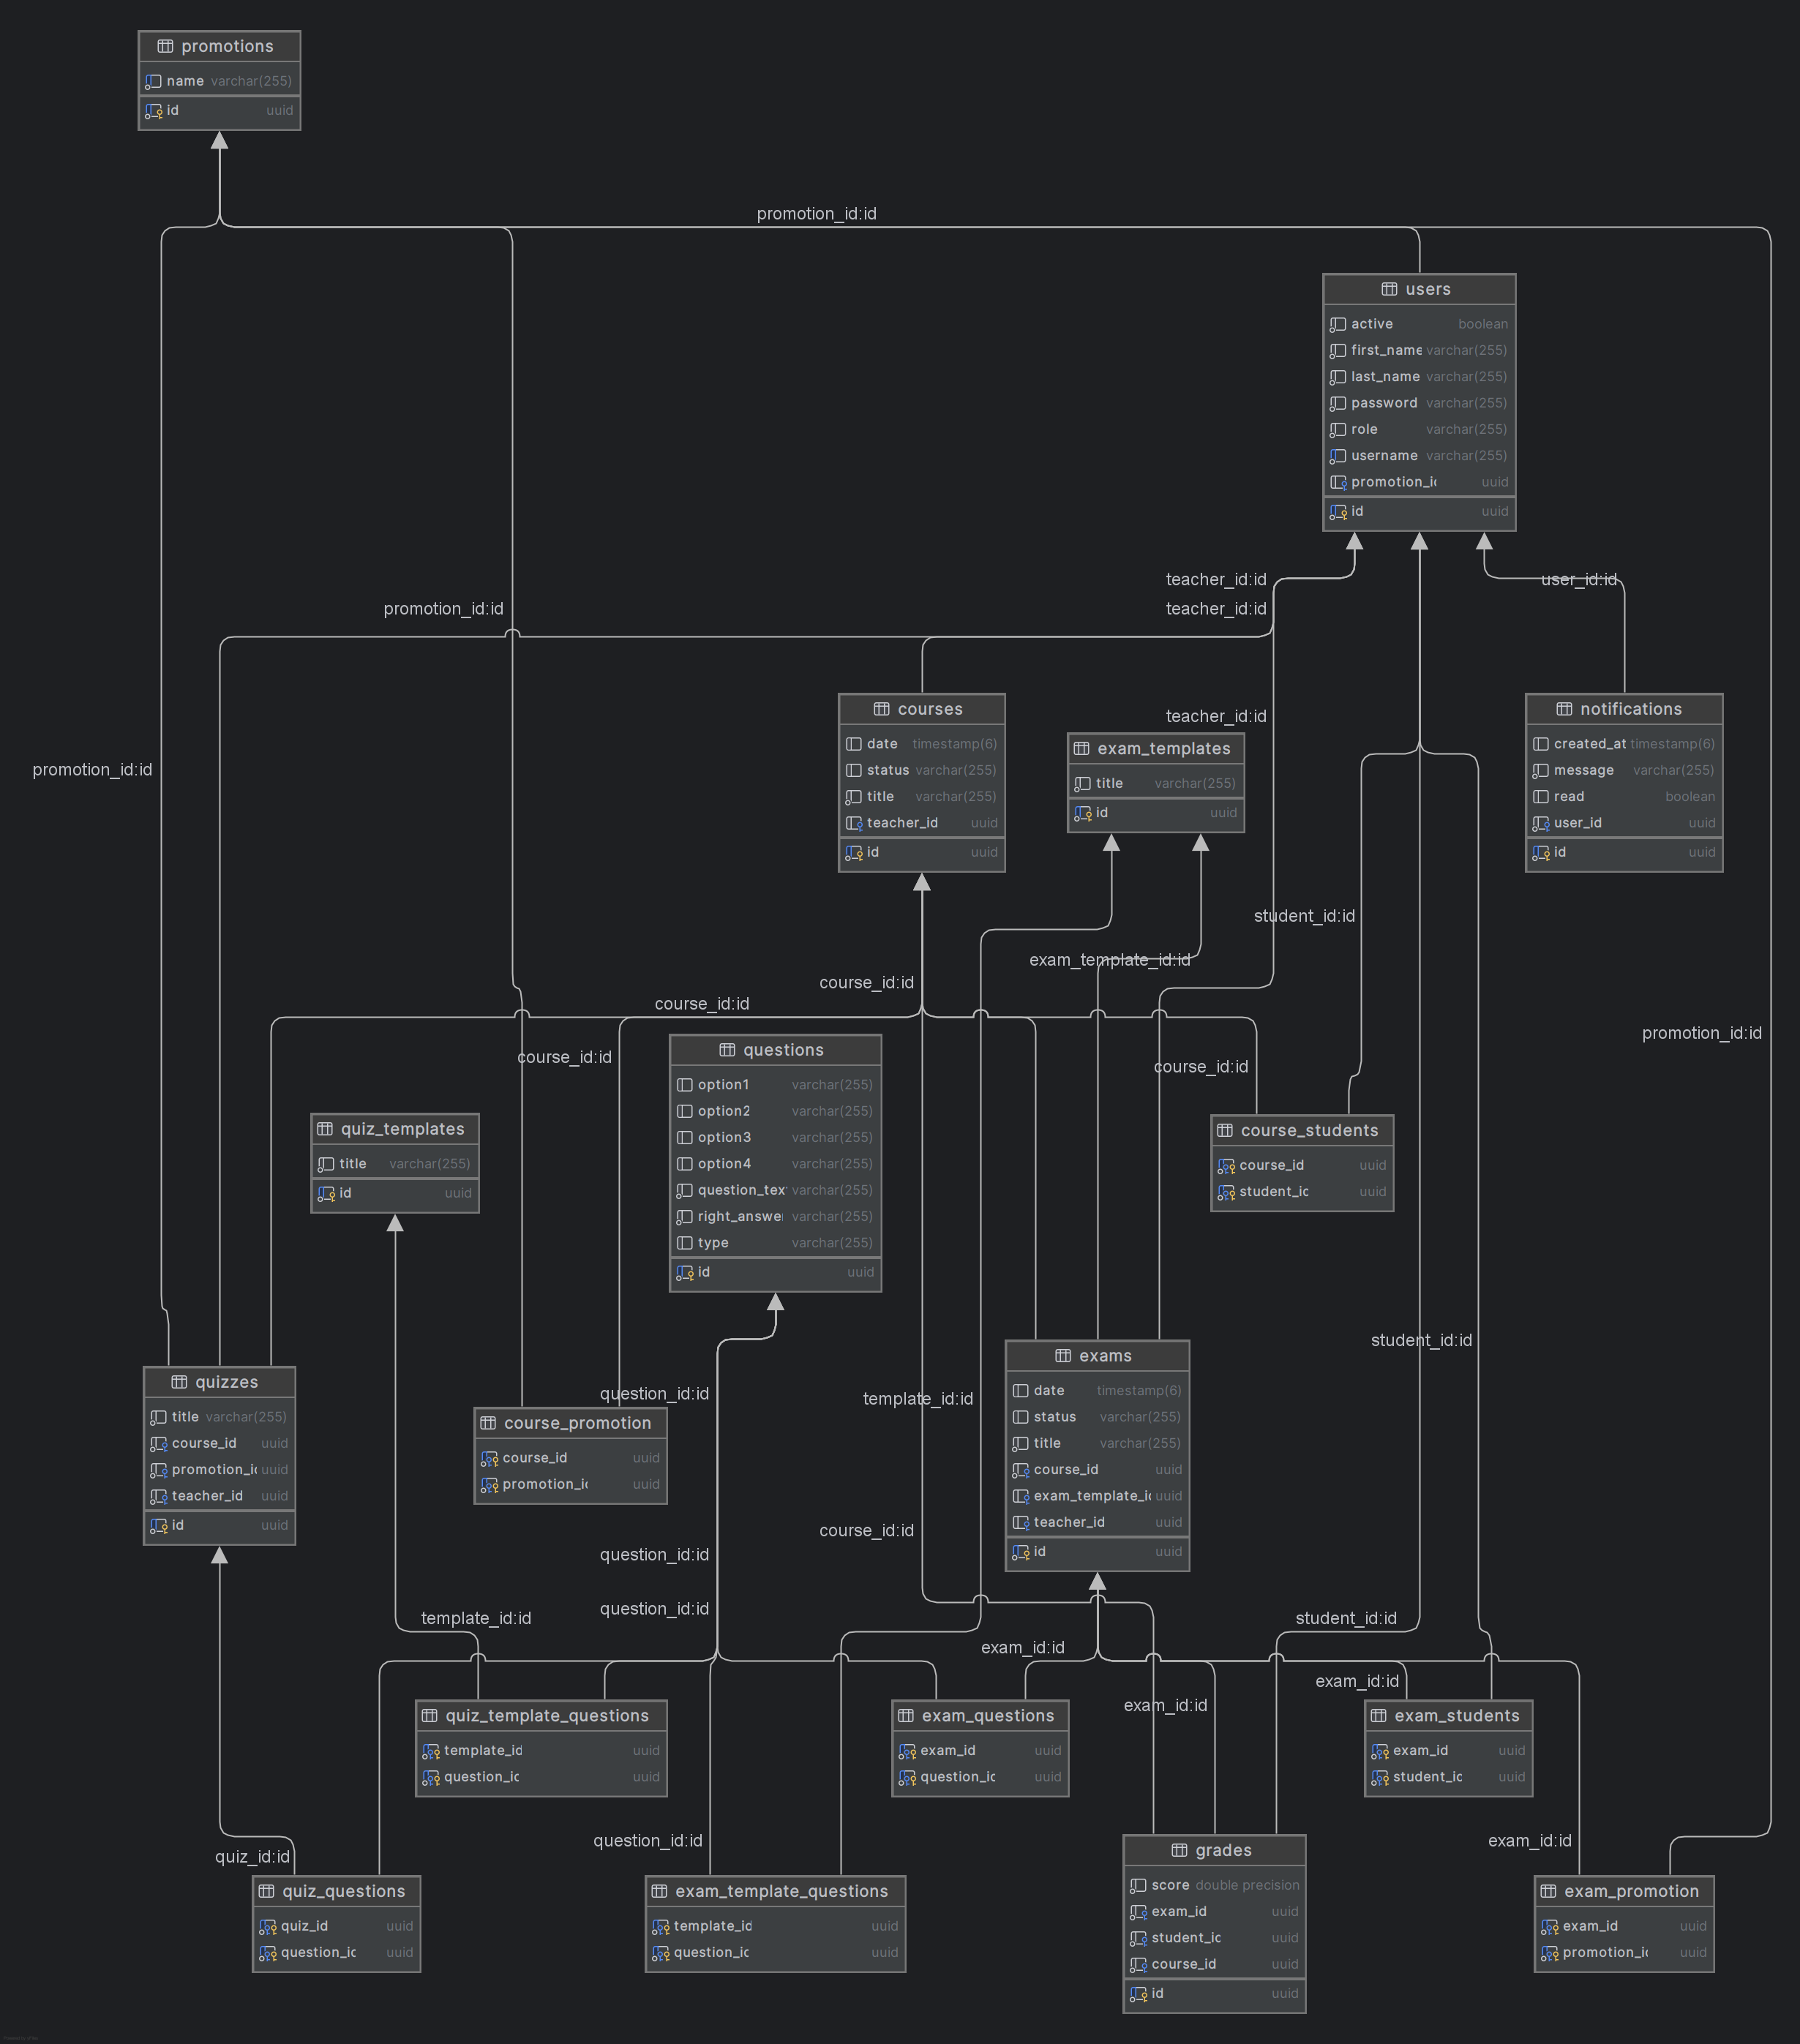 promotions
name varchar(255)
id uuid
promotion_id:id
users
active boolean
first_name varchar(255)
last_name varchar(255)
password varchar(255)
role varchar(255)
username varchar(255)
promotion_ic uuid
id uuid
teacher_id:id
user_id:id
promotion_id:id
teacher_id:id
courses
date timestamp(6)
status varchar(255)
title varchar(255)
teacher_id uuid
id uuid
teacher_id:id
exam_templates
title varchar(255)
id uuid
notifications
created_at timestamp(6)
message varchar(255)
read boolean
user_id uuid
id uuid
promotion_id:id
student_id:id
exam_template_id:id
course_id:id
course_id:id
promotion_id:id
course_id:id
course_id:id
questions
option1 varchar(255)
option2 varchar(255)
option3 varchar(255)
option4 varchar(255)
question_tex varchar(255)
right_answe varchar(255)
type varchar(255)
id uuid
quiz_templates
title varchar(255)
id uuid
course_students
course_id uuid
student_ic uuid
student_id:id
quizzes
title varchar(255)
course_id uuid
promotion_ic uuid
teacher_id uuid
id uuid
question_id:id
template_id:id
course_promotion
course_id uuid
promotion_ic uuid
exams
date timestamp(6)
status varchar(255)
title varchar(255)
course_id uuid
exam_template_ic uuid
teacher_id uuid
id uuid
course_id:id
question_id:id
question_id:id
template_id:id
student_id:id
exam_id:id
exam_id:id
exam_id:id
quiz_template_questions
template_id uuid
question_ic uuid
exam_questions
exam_id uuid
question_ic uuid
exam_students
exam_id uuid
student_ic uuid
question_id:id
exam_id:id
quiz_id:id
quiz_questions
quiz_id uuid
question_ic uuid
exam_template_questions
template_id uuid
question_ic uuid
grades
score double precision
exam_id uuid
student_ic uuid
course_id uuid
id uuid
exam_promotion
exam_id uuid
promotion_ic uuid